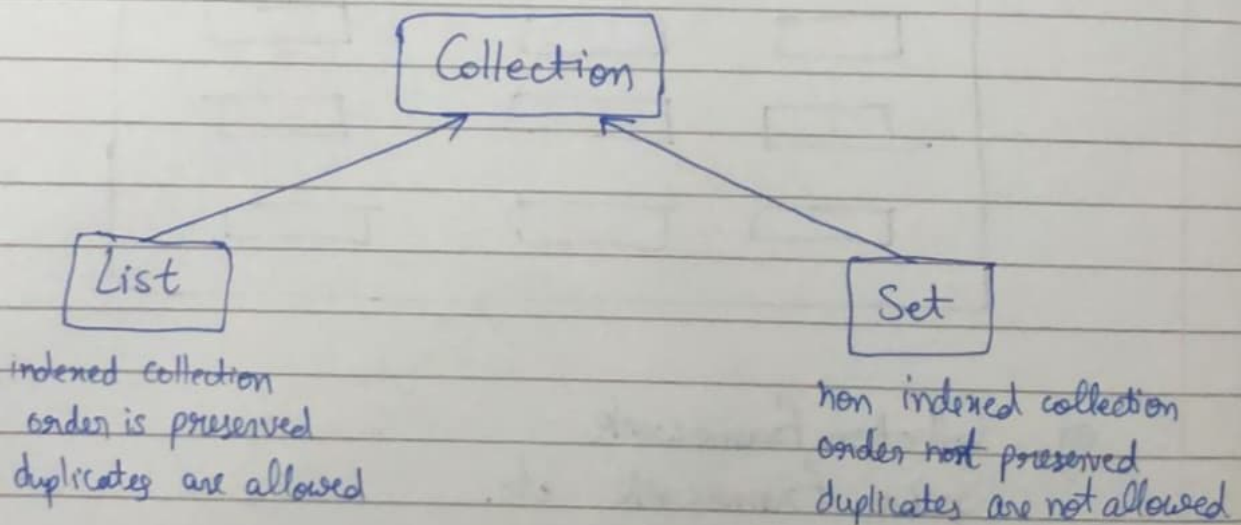 Collection
List
Set
indexed collection
order is preserved
duplicates are allowed
non indexed collection
order not preserved
duplicates are not allowed